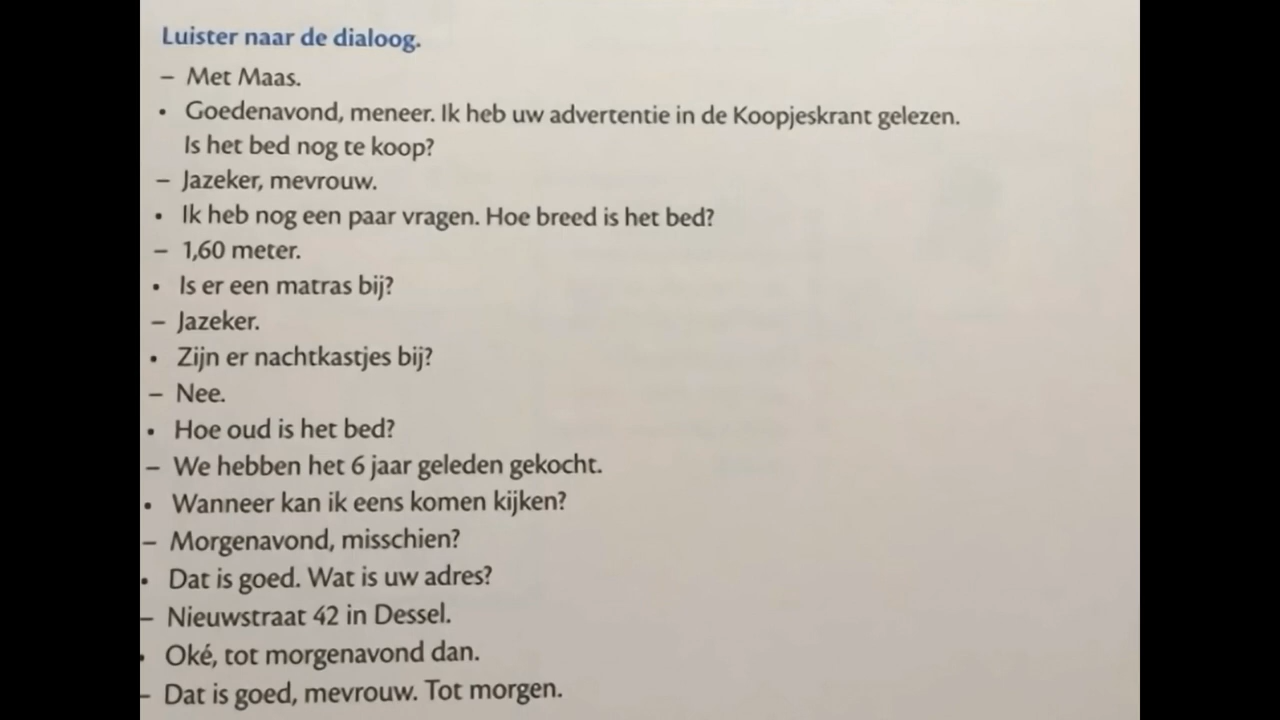 Luister naar de dialoog.
– Met Maas.
• Goedenavond, meneer. Ik heb uw advertentie in de Koopjeskrant gelezen.
Is het bed nog te koop?
– Jazeker, mevrouw.
• Ik heb nog een paar vragen. Hoe breed is het bed?
– 1,60 meter.
• Is er een matras bij?
– Jazeker.
• Zijn er nachtkastjes bij?
– Nee.
• Hoe oud is het bed?
– We hebben het 6 jaar geleden gekocht.
• Wanneer kan ik eens komen kijken?
– Morgenavond, misschien?
• Dat is goed. Wat is uw adres?
– Nieuwstraat 42 in Dessel.
• Oké, tot morgenavond dan.
– Dat is goed, mevrouw. Tot morgen.